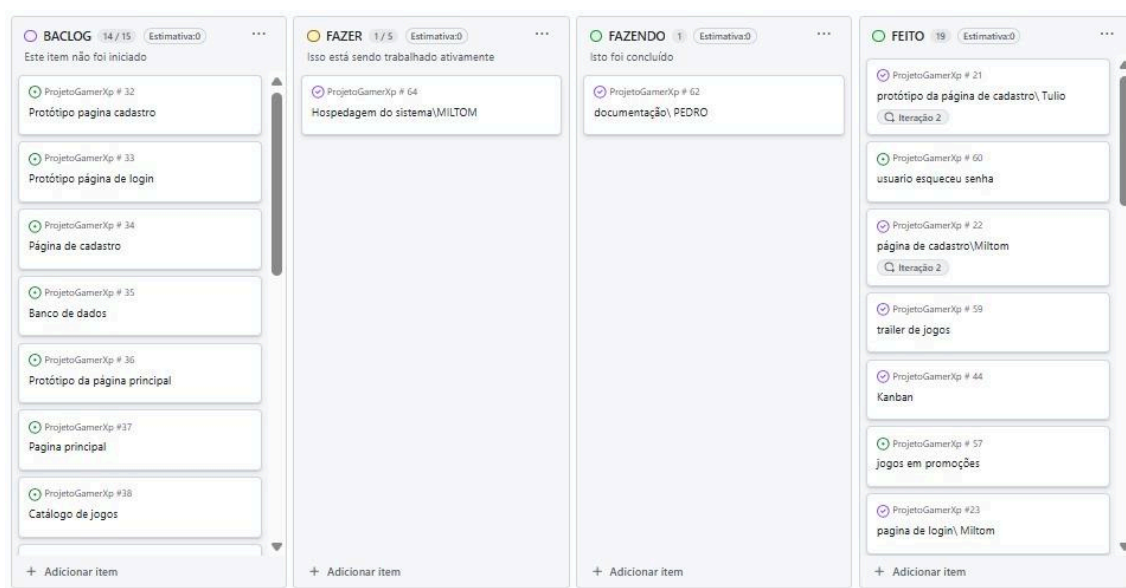 BACLOG 14 / 15 Estimativa:0 ...
Este item não foi iniciado
ProjetoGamerXp # 32
Protótipo pagina cadastro
ProjetoGamerXp # 33
Protótipo página de login
ProjetoGamerXp # 34
Página de cadastro
ProjetoGamerXp # 35
Banco de dados
ProjetoGamerXp # 36
Protótipo da página principal
ProjetoGamerXp #37
Pagina principal
ProjetoGamerXp #38
Catálogo de jogos
+ Adicionar item
FAZER 1 / 5 Estimativa:0 ...
Isso está sendo trabalhado ativamente
ProjetoGamerXp # 64
Hospedagem do sistema\MILTOM
+ Adicionar item
FAZENDO 1 Estimativa:0 ...
Isto foi concluído
ProjetoGamerXp # 62
documentação\ PEDRO
+ Adicionar item
FEITO 19 Estimativa:0 ...
ProjetoGamerXp # 21
protótipo da página de cadastro\ Tulio
Iteração 2
ProjetoGamerXp # 60
usuario esqueceu senha
ProjetoGamerXp # 22
página de cadastro\Miltom
Iteração 2
ProjetoGamerXp # 59
trailer de jogos
ProjetoGamerXp # 44
Kanban
ProjetoGamerXp # 57
jogos em promoções
ProjetoGamerXp #23
pagina de login\ Miltom
+ Adicionar item